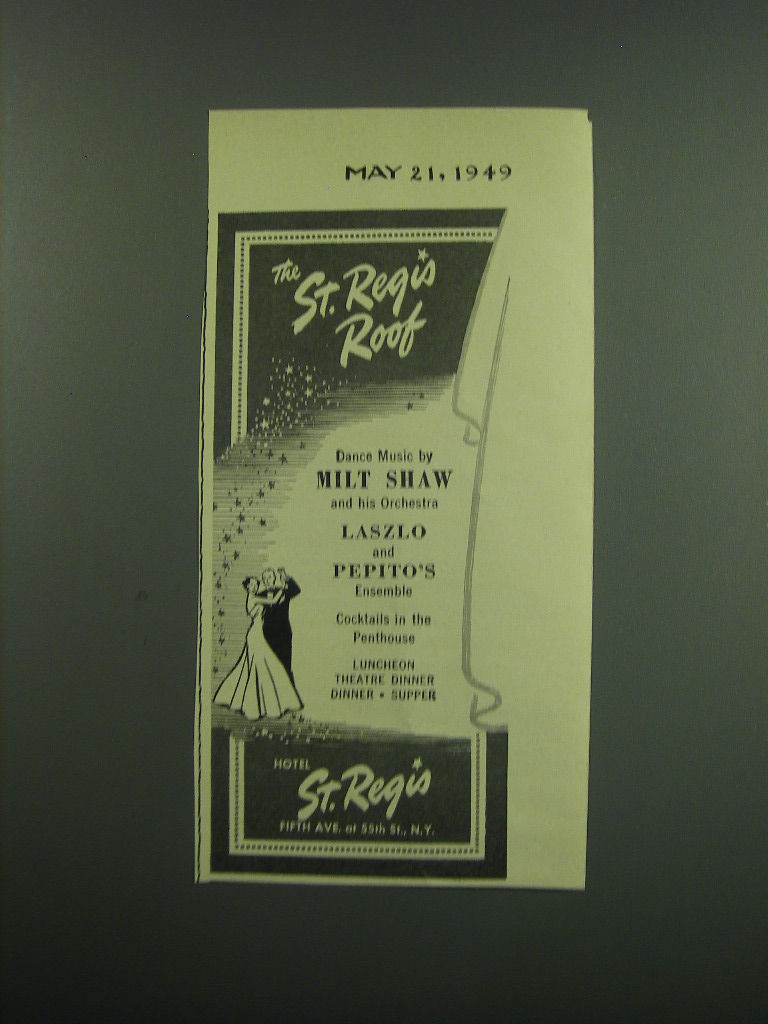 MAY 21, 1949
The
St. Regis
Roof
Dance Music by
MILT SHAW
and his Orchestra
LASZLO
and
PEPITO'S
Ensemble
Cocktails in the
Penthouse
LUNCHEON
THEATRE DINNER
DINNER • SUPPER
HOTEL
St. Regis
FIFTH AVE. at 55th St., N.Y.